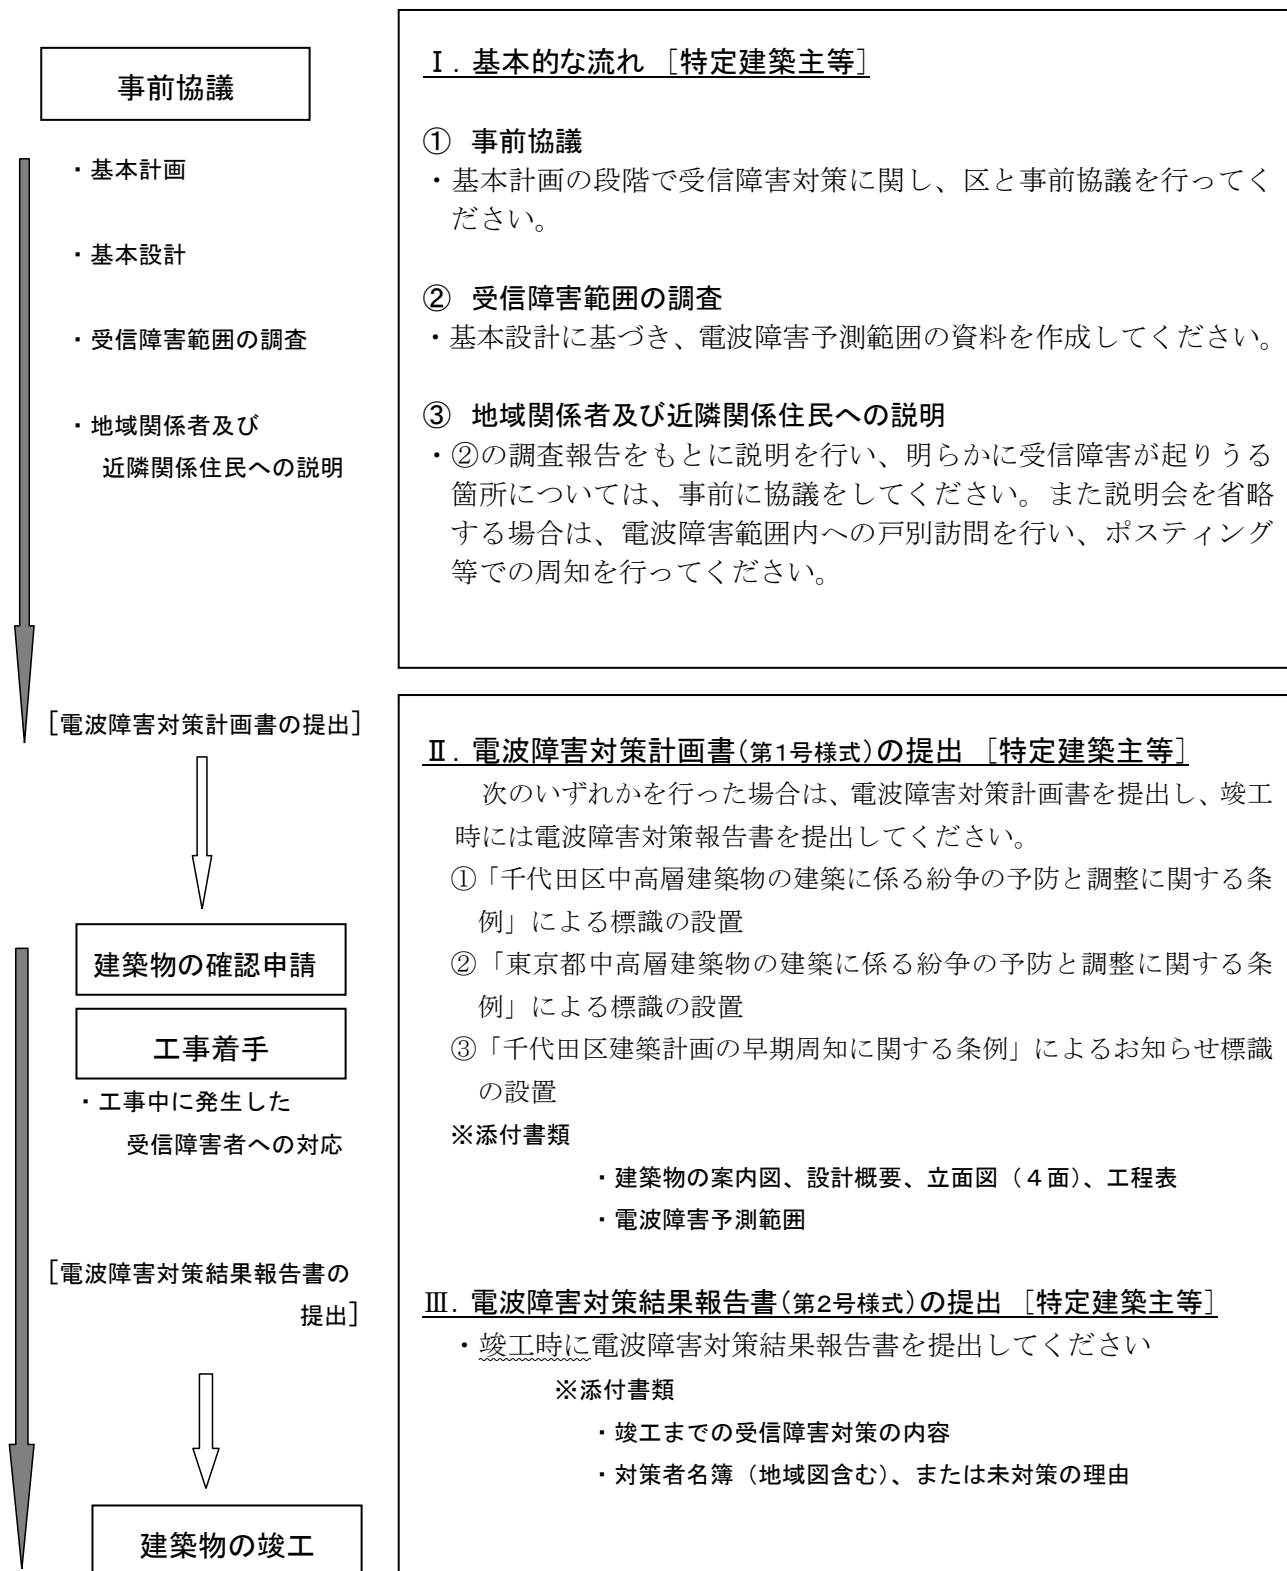 事前協議
・基本計画
・基本設計
・受信障害範囲の調査
・地域関係者及び
近隣関係住民への説明
［電波障害対策計画書の提出］
建築物の確認申請
工事着手
・工事中に発生した
受信障害者への対応
［電波障害対策結果報告書の
提出］
建築物の竣工
Ⅰ．基本的な流れ ［特定建築主等］
① 事前協議
・基本計画の段階で受信障害対策に関し、区と事前協議を行ってく
ださい。
② 受信障害範囲の調査
・基本設計に基づき、電波障害予測範囲の資料を作成してください。
③ 地域関係者及び近隣関係住民への説明
・②の調査報告をもとに説明を行い、明らかに受信障害が起りうる
箇所については、事前に協議をしてください。また説明会を省略
する場合は、電波障害範囲内への戸別訪問を行い、ポスティング
等での周知を行ってください。
Ⅱ．電波障害対策計画書（第1号様式）の提出 ［特定建築主等］
次のいずれかを行った場合は、電波障害対策計画書を提出し、竣工
時には電波障害対策報告書を提出してください。
①「千代田区中高層建築物の建築に係る紛争の予防と調整に関する条
例」による標識の設置
②「東京都中高層建築物の建築に係る紛争の予防と調整に関する条
例」による標識の設置
③「千代田区建築計画の早期周知に関する条例」によるお知らせ標識
の設置
※添付書類
・建築物の案内図、設計概要、立面図（４面）、工程表
・電波障害予測範囲
Ⅲ．電波障害対策結果報告書（第2号様式）の提出 ［特定建築主等］
・竣工時に電波障害対策結果報告書を提出してください
※添付書類
・竣工までの受信障害対策の内容
・対策者名簿（地域図含む）、または未対策の理由